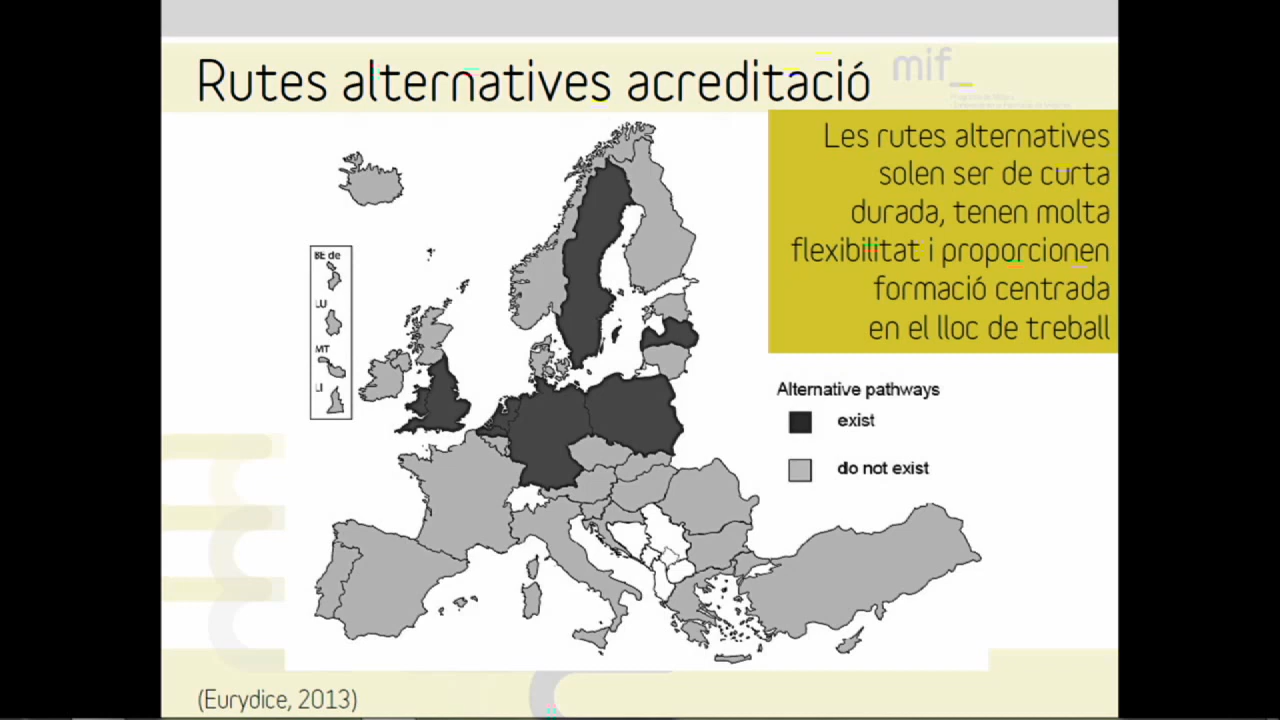 Rutes alternatives acreditació
mif_
Les rutes alternatives
solen ser de curta
durada, tenen molta
flexibilitat i proporcionen
formació centrada
en el lloc de treball
BE de
LU
MT
LI
Alternative pathways
exist
do not exist
(Eurydice, 2013)